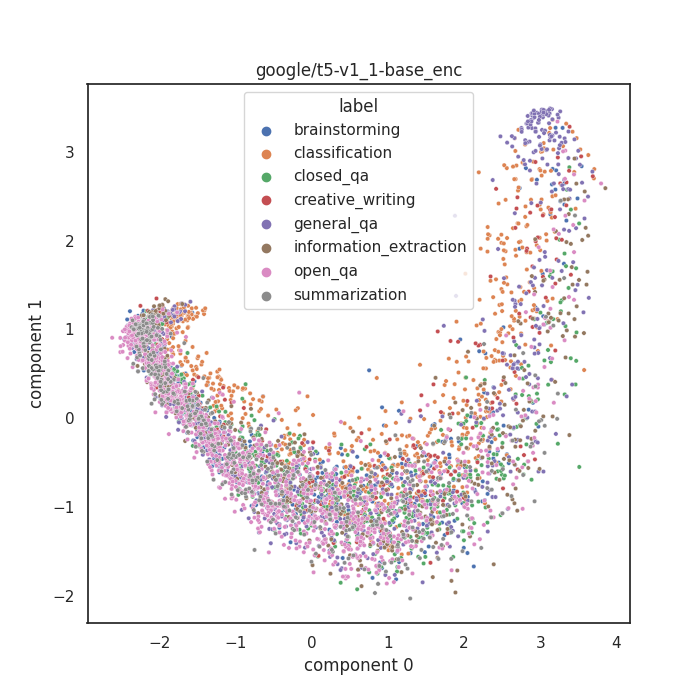 google/t5-v1_1-base_enc
label
brainstorming
classification
closed_qa
creative_writing
general_qa
information_extraction
open_qa
summarization
component 1
3
2
1
0
−1
−2
−2 −1 0 1 2 3 4
component 0